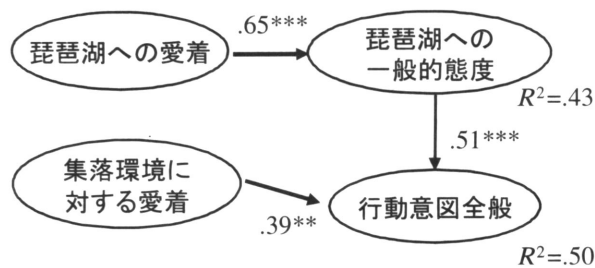 琵琶湖への愛着
.65***
琵琶湖への
一般的態度
R²=.43
.51***
集落環境に
対する愛着
.39**
行動意図全般
R²=.50